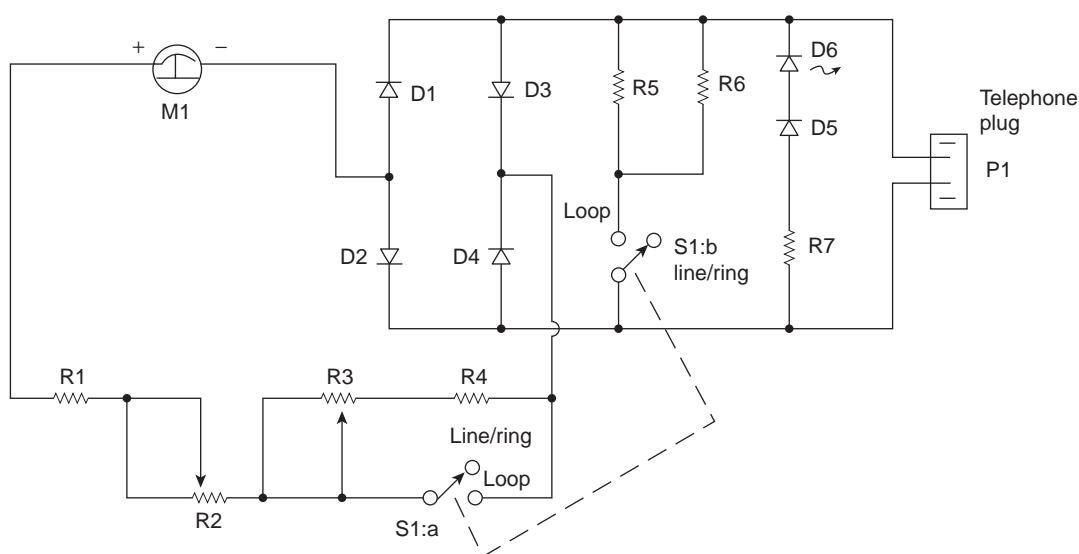 +
−
M1
D1
D3
R5
R6
D6
D5
Telephone
plug
P1
Loop
S1:b
line/ring
R7
D2
D4
R1
R3
R4
Line/ring
Loop
R2
S1:a